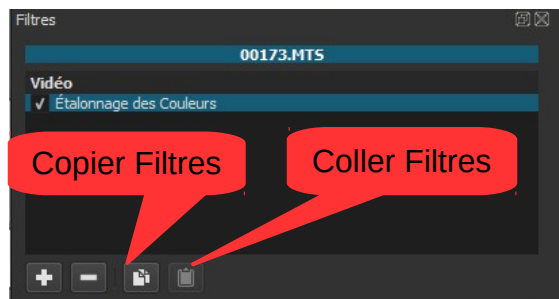 Filtres
00173.MTS
Vidéo
Étalonnage des Couleurs
Copier Filtres
Coller Filtres